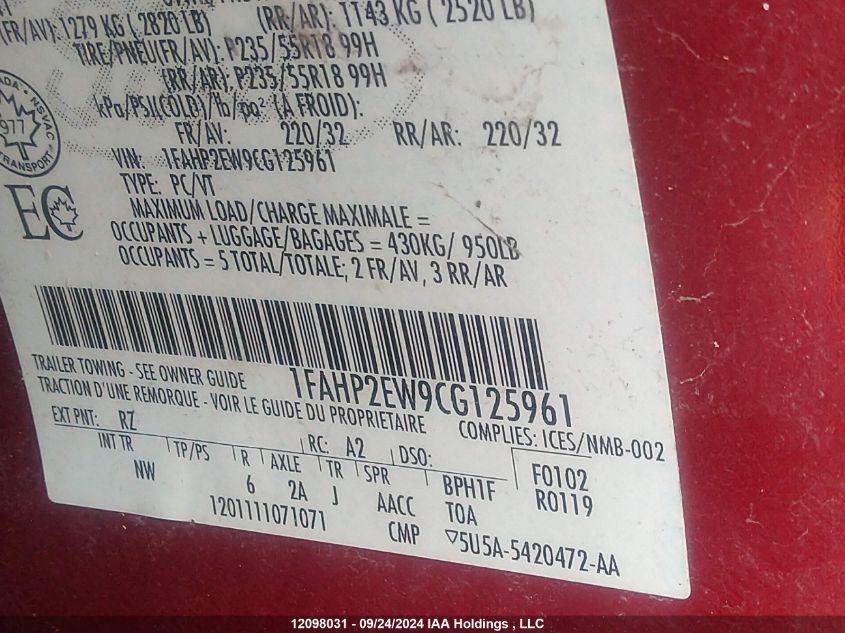 (FR/AV): 1279 KG ( 2820 LB) (RR/AR): 1143 KG ( 2520 LB)
TIRE/PNEU(FR/AV): P235/55R18 99H
(RR/AR): P235/55R18 99H
kPa/PSI(COLD)/lb/po² (A FROID):
FR/AV: 220/32 RR/AR: 220/32
VIN: 1FAHP2EW9CG125961
TYPE: PC/VT
MAXIMUM LOAD/CHARGE MAXIMALE =
OCCUPANTS + LUGGAGE/BAGAGES = 430KG/ 950LB
OCCUPANTS = 5 TOTAL/TOTALE; 2 FR/AV, 3 RR/AR
NSVAC
TRANSPORT
EC
1FAHP2EW9CG125961
TRAILER TOWING - SEE OWNER GUIDE
TRACTION D'UNE REMORQUE - VOIR LE GUIDE DU PROPRIETAIRE
COMPLIES: ICES/NMB-002
EXT PNT: RZ RC: A2 DSO: F0102
INT TR TP/PS R AXLE TR SPR BPH1F R0119
NW 6 2A J AACC TOA
1201111071071 CMP ▽5U5A-5420472-AA
12098031 - 09/24/2024 IAA Holdings , LLC